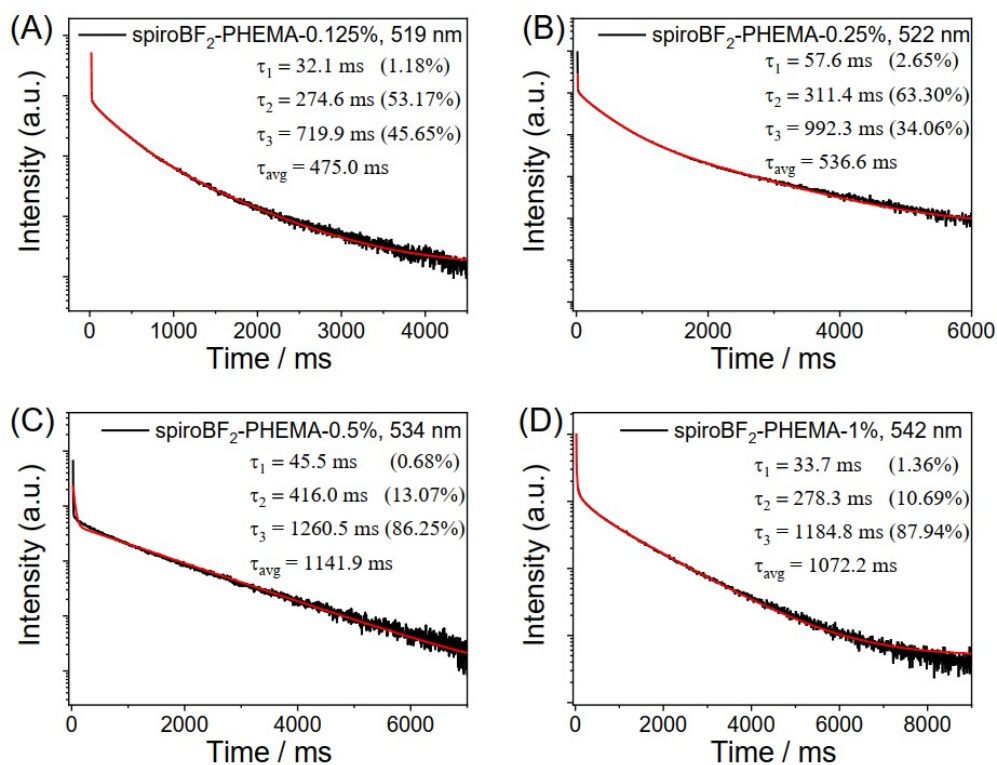 (A)
spiroBF₂-PHEMA-0.125%, 519 nm
τ₁ = 32.1 ms (1.18%)
τ₂ = 274.6 ms (53.17%)
τ₃ = 719.9 ms (45.65%)
τavg = 475.0 ms
Intensity (a.u.)
0 1000 2000 3000 4000
Time / ms
(B)
spiroBF₂-PHEMA-0.25%, 522 nm
τ₁ = 57.6 ms (2.65%)
τ₂ = 311.4 ms (63.30%)
τ₃ = 992.3 ms (34.06%)
τavg = 536.6 ms
Intensity (a.u.)
0 2000 4000 6000
Time / ms
(C)
spiroBF₂-PHEMA-0.5%, 534 nm
τ₁ = 45.5 ms (0.68%)
τ₂ = 416.0 ms (13.07%)
τ₃ = 1260.5 ms (86.25%)
τavg = 1141.9 ms
Intensity (a.u.)
0 2000 4000 6000
Time / ms
(D)
spiroBF₂-PHEMA-1%, 542 nm
τ₁ = 33.7 ms (1.36%)
τ₂ = 278.3 ms (10.69%)
τ₃ = 1184.8 ms (87.94%)
τavg = 1072.2 ms
Intensity (a.u.)
0 2000 4000 6000 8000
Time / ms